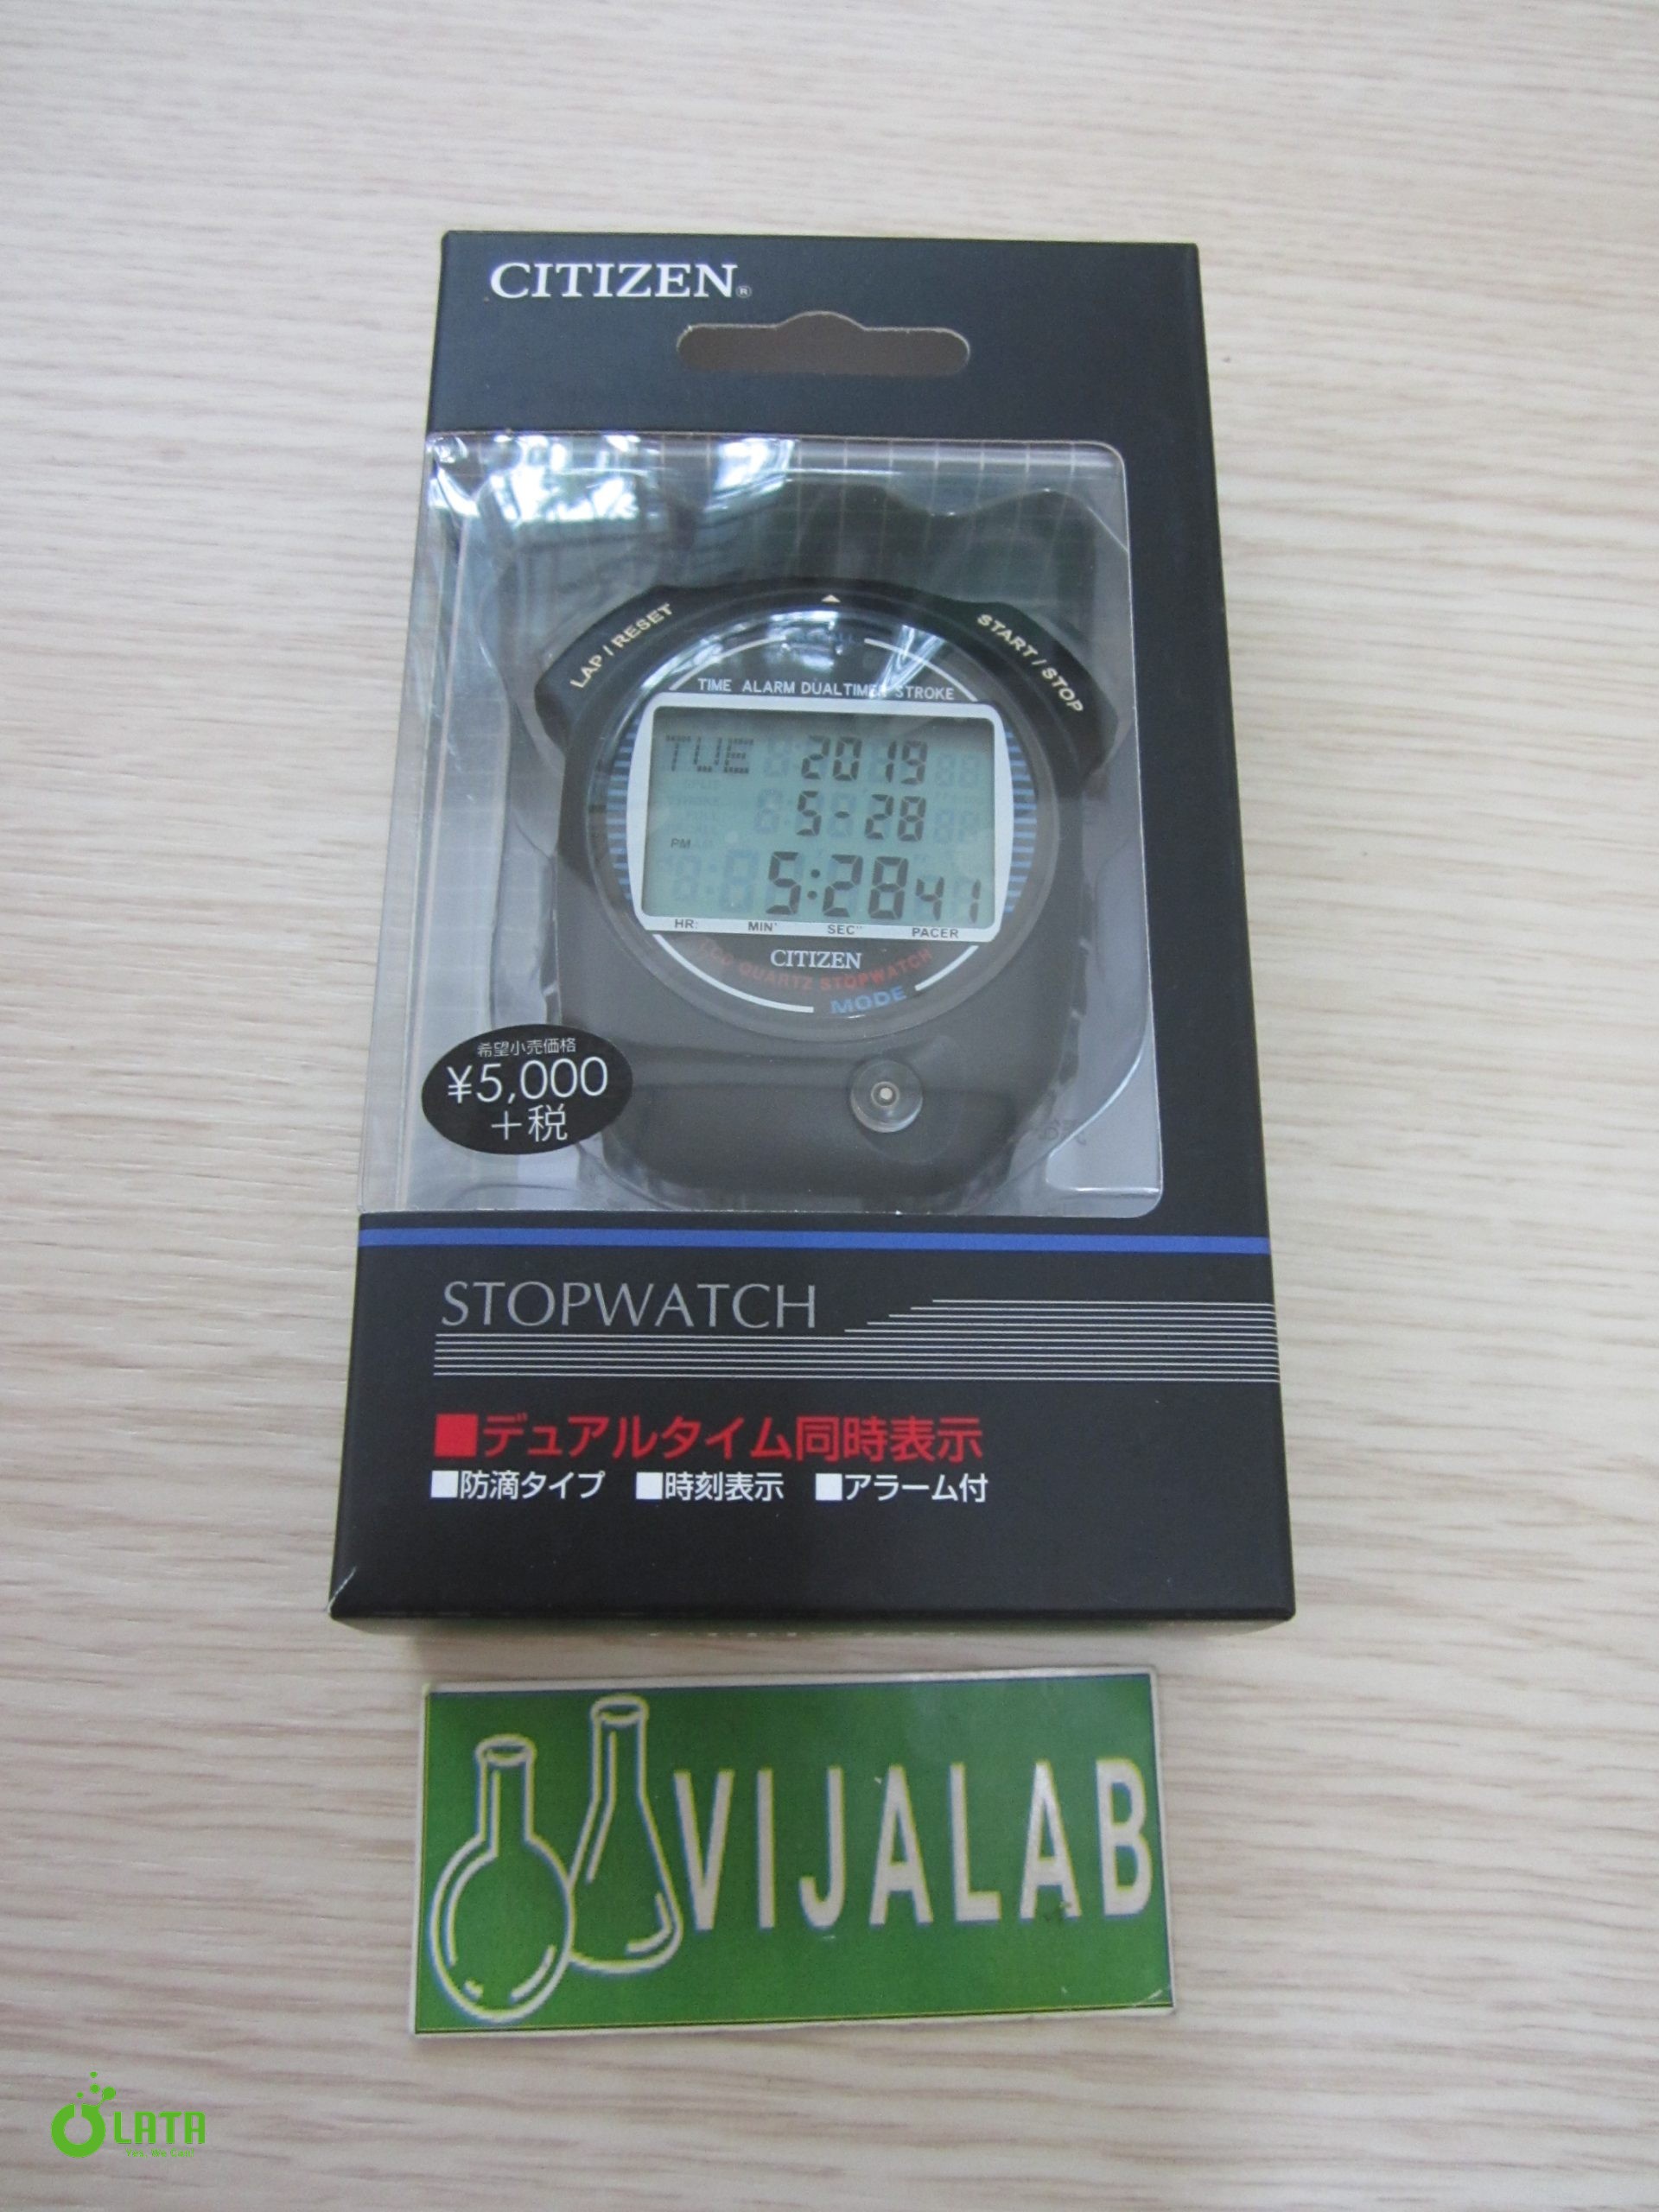 CITIZEN®
LAP / RESET
START / STOP
TIME ALARM DUALTIME STROKE
TUE 2019
5-28
PM
5:28 41
HR: MIN' SEC" PACER
CITIZEN
QUARTZ STOPWATCH
MODE
希望小売価格
¥5,000
+税
STOPWATCH
■デュアルタイム同時表示
■防滴タイプ ■時刻表示 ■アラーム付
VIJALAB
LATA